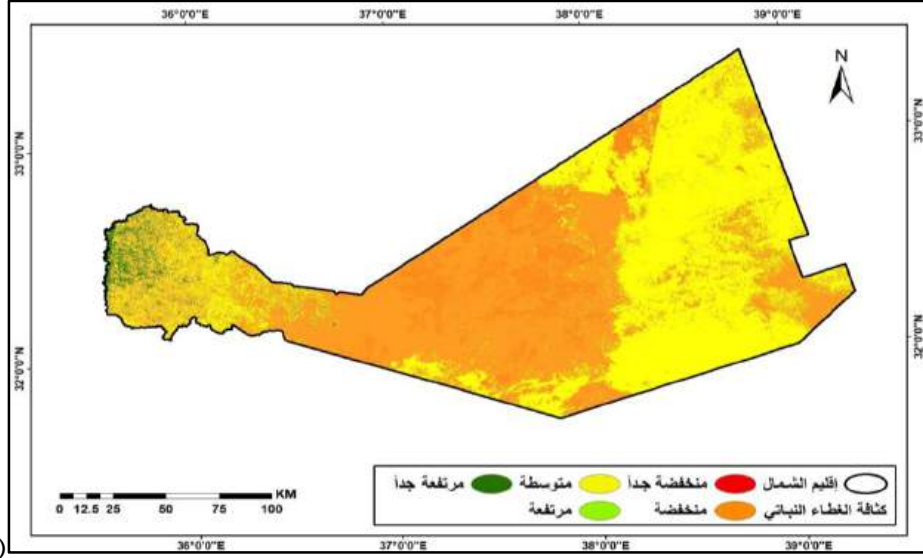 36°0'0"E 37°0'0"E 38°0'0"E 39°0'0"E
N
33°0'0"N 33°0'0"N
32°0'0"N 32°0'0"N
إقليم الشمال منخفضة جداً متوسطة مرتفعة جداً
كثافة الغطاء النباتي منخفضة مرتفعة
KM
0 12.5 25 50 75 100
36°0'0"E 37°0'0"E 38°0'0"E 39°0'0"E
)